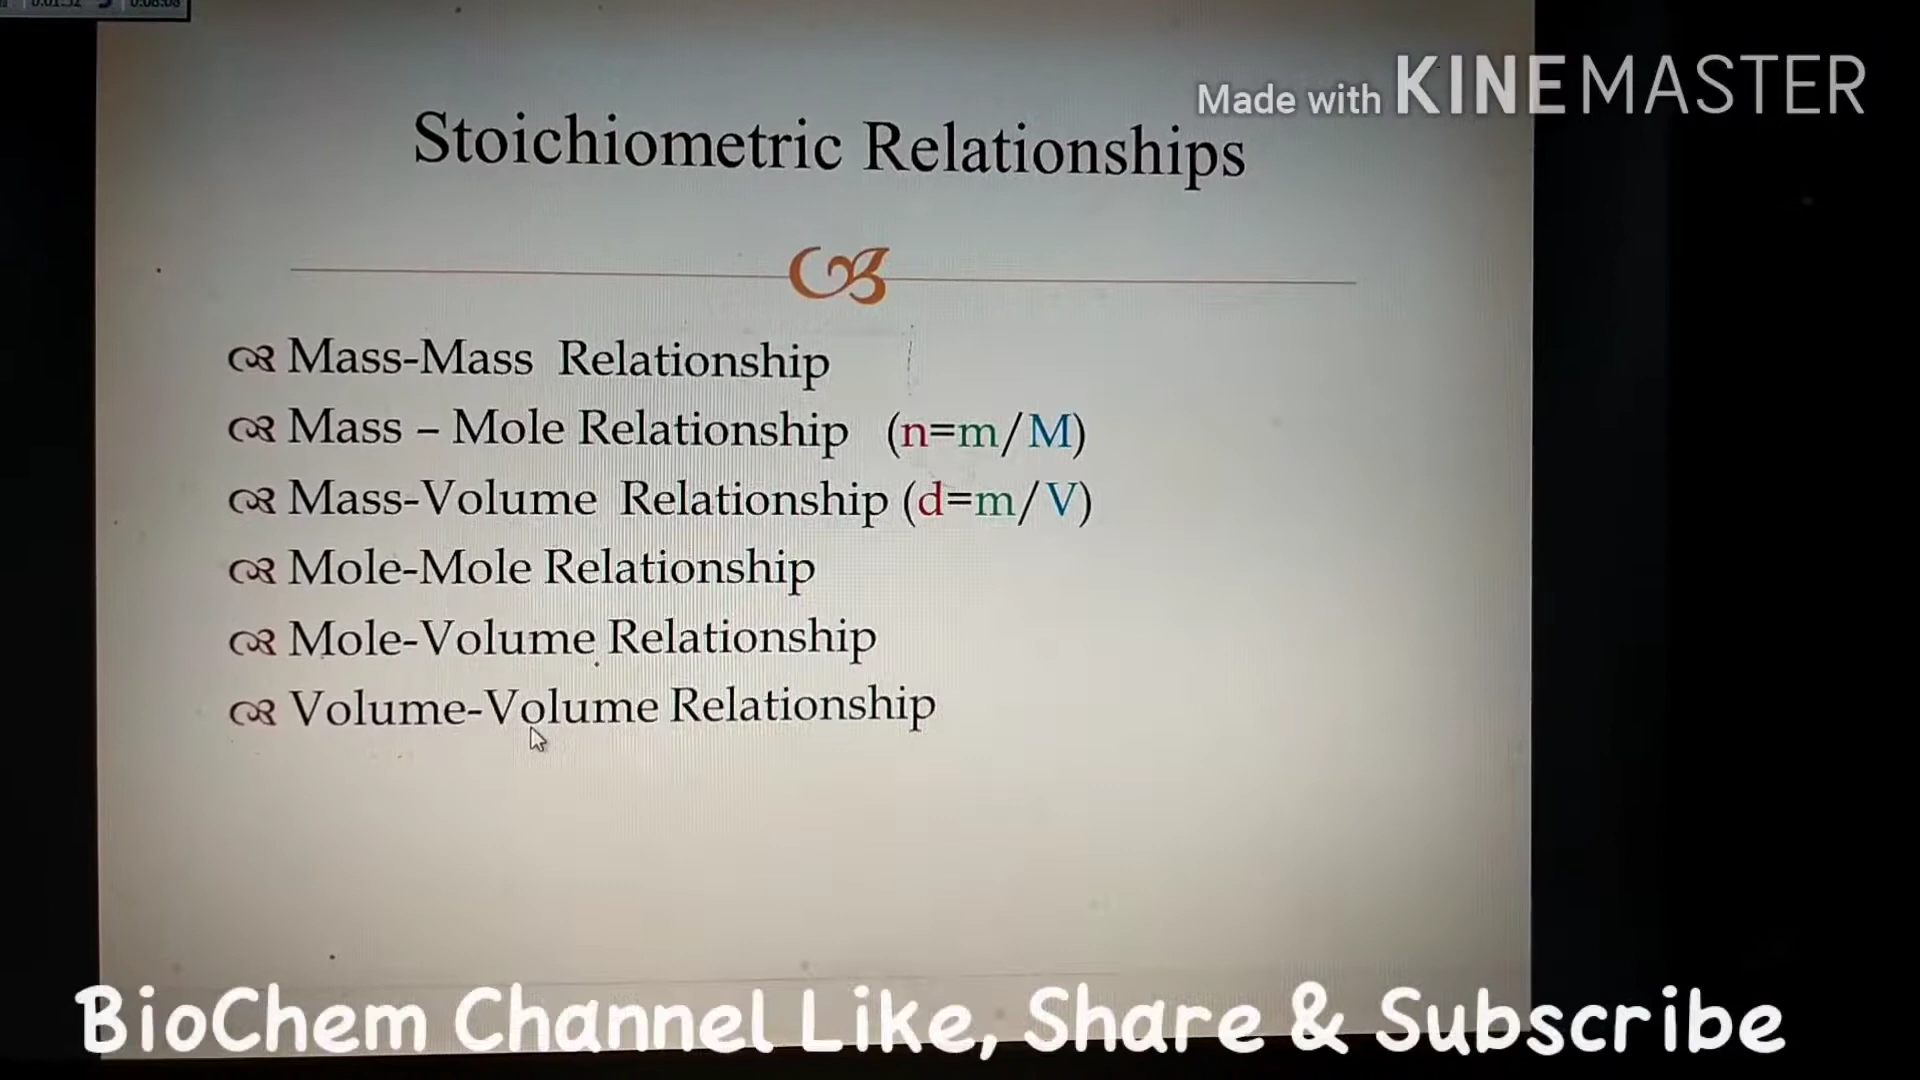 Made with KINEMASTER
Stoichiometric Relationships
Mass-Mass Relationship
Mass – Mole Relationship (n=m/M)
Mass-Volume Relationship (d=m/V)
Mole-Mole Relationship
Mole-Volume Relationship
Volume-Volume Relationship
BioChem Channel Like, Share & Subscribe